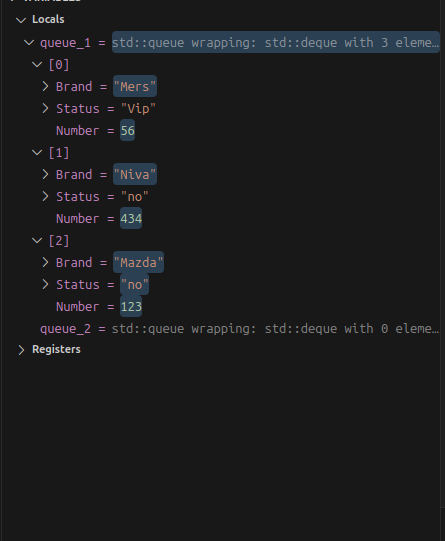 Locals
queue_1 = std::queue wrapping: std::deque with 3 eleme…
[0]
Brand = "Mers"
Status = "Vip"
Number = 56
[1]
Brand = "Niva"
Status = "no"
Number = 434
[2]
Brand = "Mazda"
Status = "no"
Number = 123
queue_2 = std::queue wrapping: std::deque with 0 eleme…
Registers